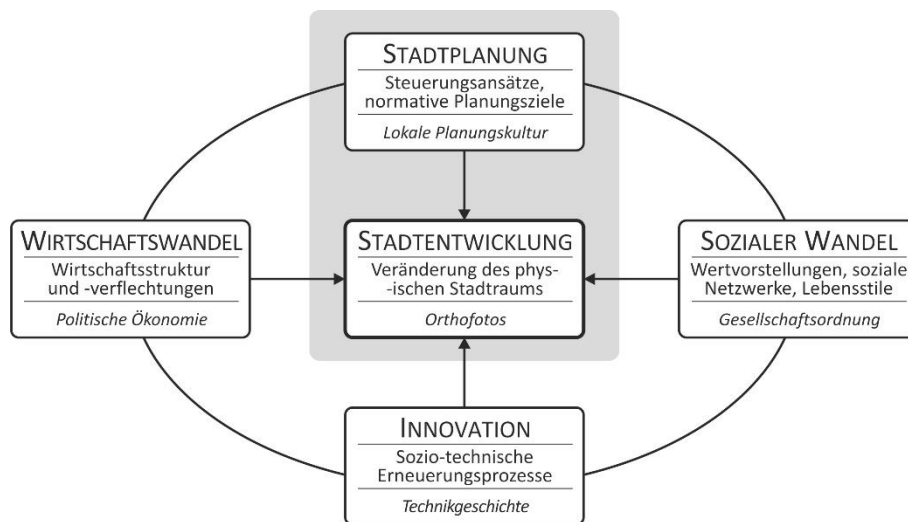 STADTPLANUNG
Steuerungsansätze,
normative Planungsziele
Lokale Planungskultur
WIRTSCHAFTSWANDEL
Wirtschaftsstruktur
und -verflechtungen
Politische Ökonomie
STADTENTWICKLUNG
Veränderung des phys-
-ischen Stadtraums
Orthofotos
SOZIALER WANDEL
Wertvorstellungen, soziale
Netzwerke, Lebensstile
Gesellschaftsordnung
INNOVATION
Sozio-technische
Erneuerungsprozesse
Technikgeschichte